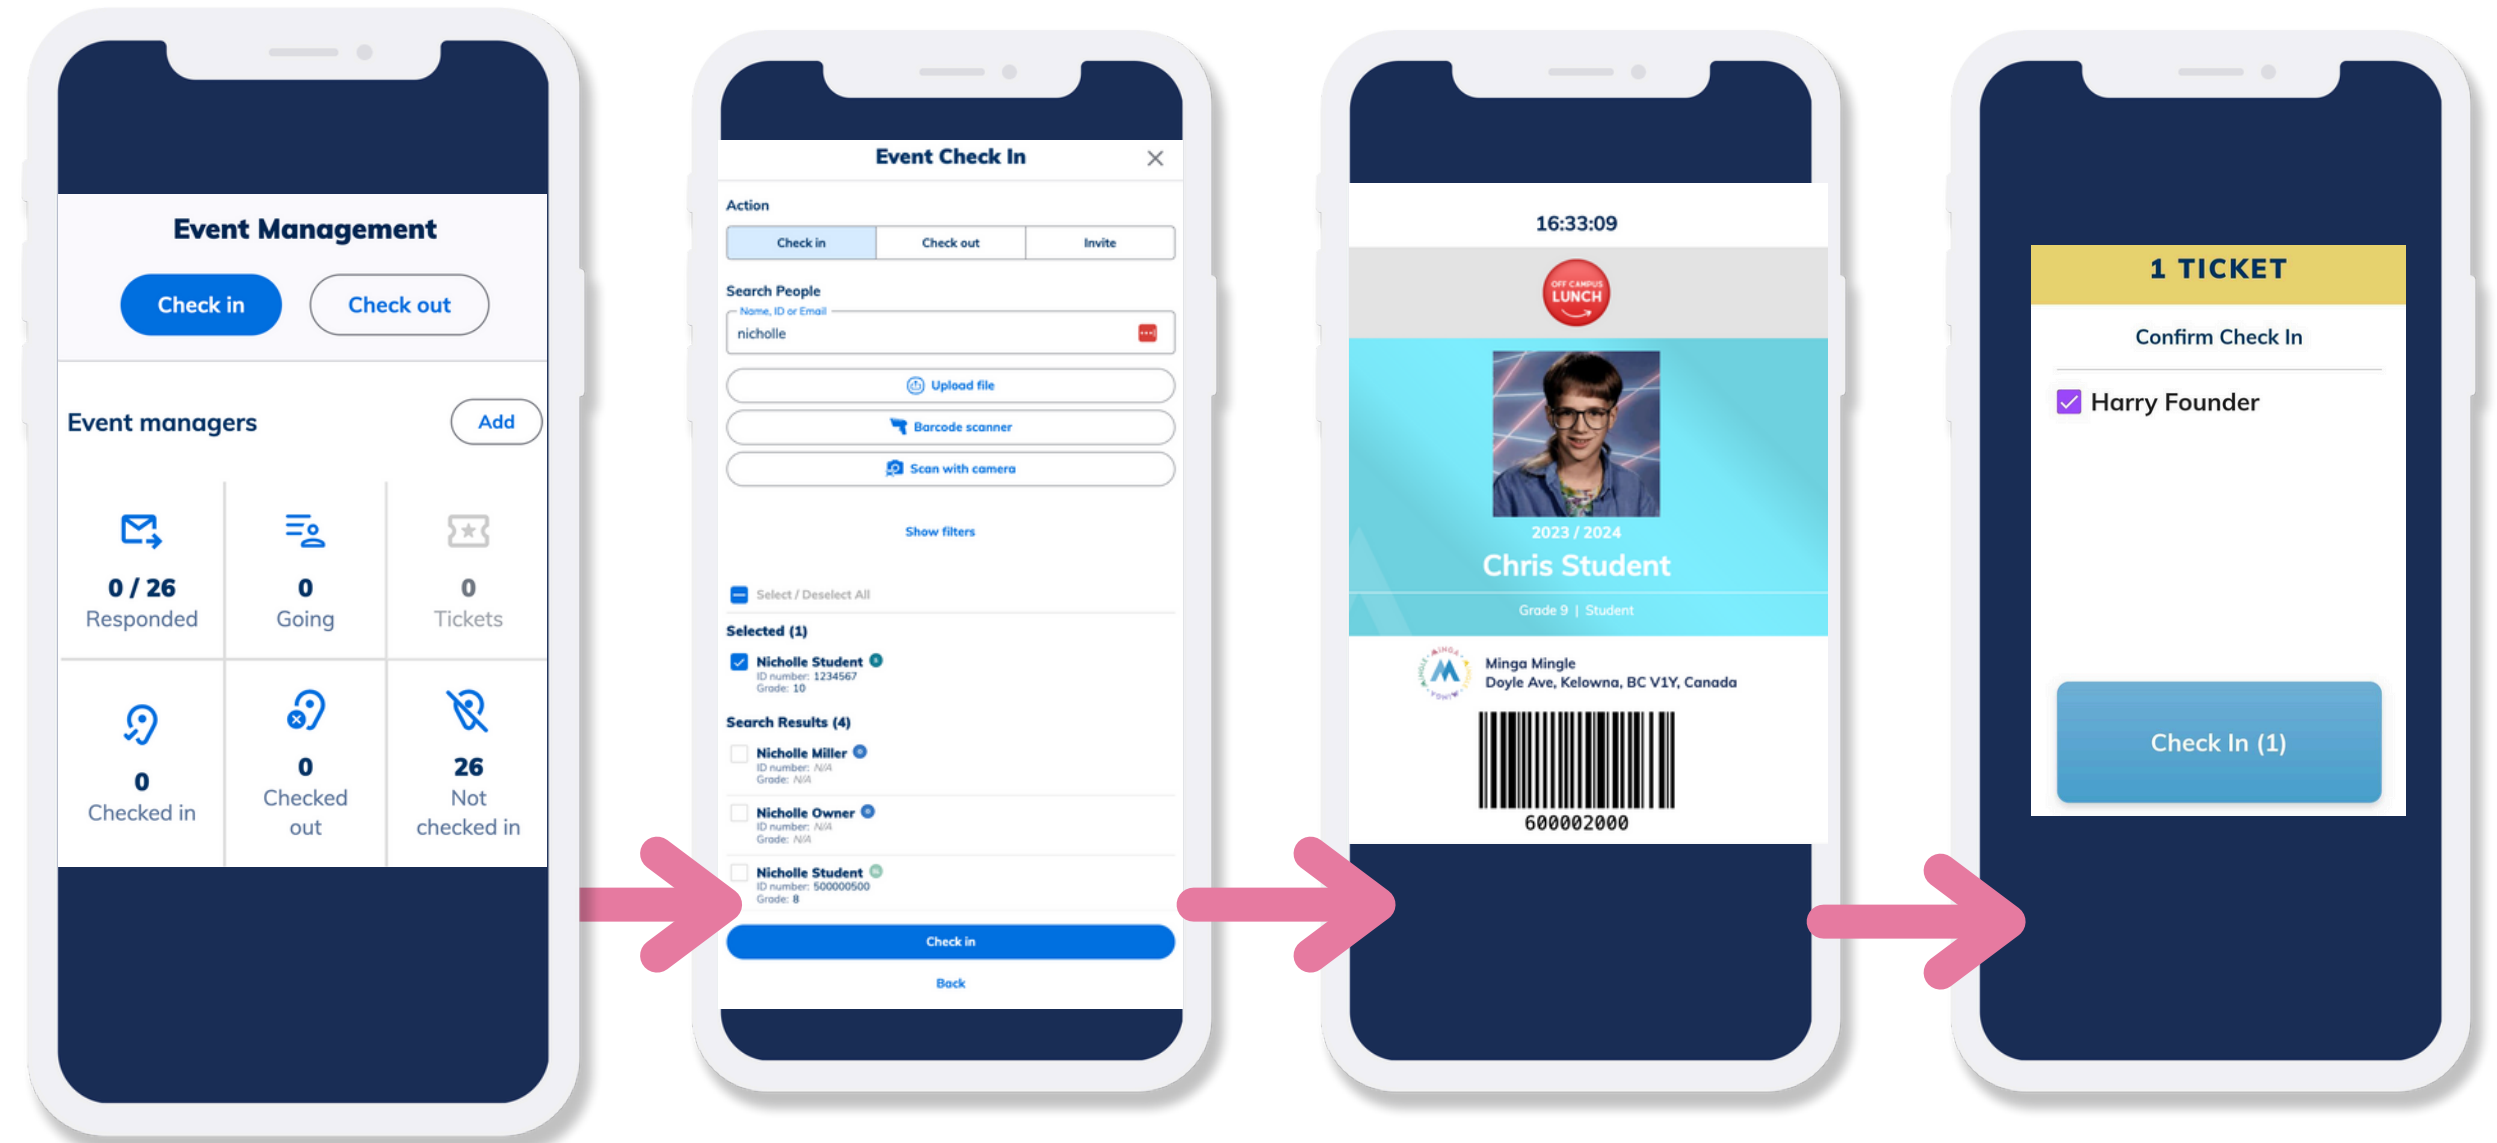 Event Management
Check in
Check out
Event managers
Add
0 / 26
Responded
0
Going
0
Tickets
0
Checked in
0
Checked
out
26
Not
checked in
Event Check In
Action
Check in
Check out
Invite
Search People
Name, ID or Email
nicholle
Upload file
Barcode scanner
Scan with camera
Show filters
Select / Deselect All
Selected (1)
Nicholle Student
ID number: 1234567
Grade: 10
Search Results (4)
Nicholle Miller
ID number: N/A
Grade: N/A
Nicholle Owner
ID number: N/A
Grade: N/A
Nicholle Student
ID number: 500000500
Grade: 8
Check in
Back
16:33:09
OFF CAMPUS
LUNCH
2023 / 2024
Chris Student
Grade 9 | Student
Minga Mingle
Doyle Ave, Kelowna, BC V1Y, Canada
600002000
1 TICKET
Confirm Check In
Harry Founder
Check In (1)